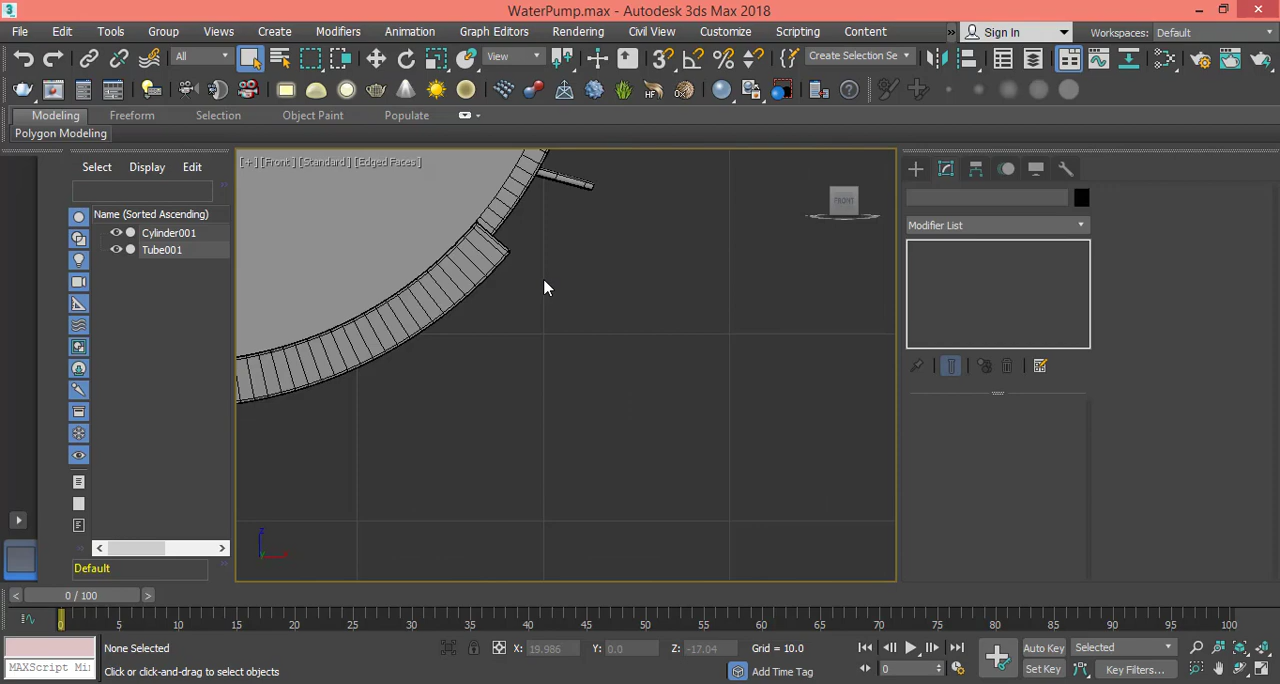 WaterPump.max - Autodesk 3ds Max 2018
File Edit Tools Group Views Create Modifiers Animation Graph Editors Rendering Civil View Customize Scripting Content » Sign In Workspaces: Default
All View Create Selection Se
Modeling Freeform Selection Object Paint Populate
Polygon Modeling
Select Display Edit
[+] [Front] [Standard] [Edged Faces]
FRONT
Name (Sorted Ascending)
Cylinder001
Tube001
Modifier List
Default
0 / 100
0 5 10 15 20 25 30 35 40 45 50 55 60 65 70 75 80 85 90 95 100
None Selected X: 19.986 Y: 0.0 Z: -17.04 Grid = 10.0 Auto Key Selected
MAXScript Mi: Click or click-and-drag to select objects Add Time Tag 0 Set Key Key Filters...